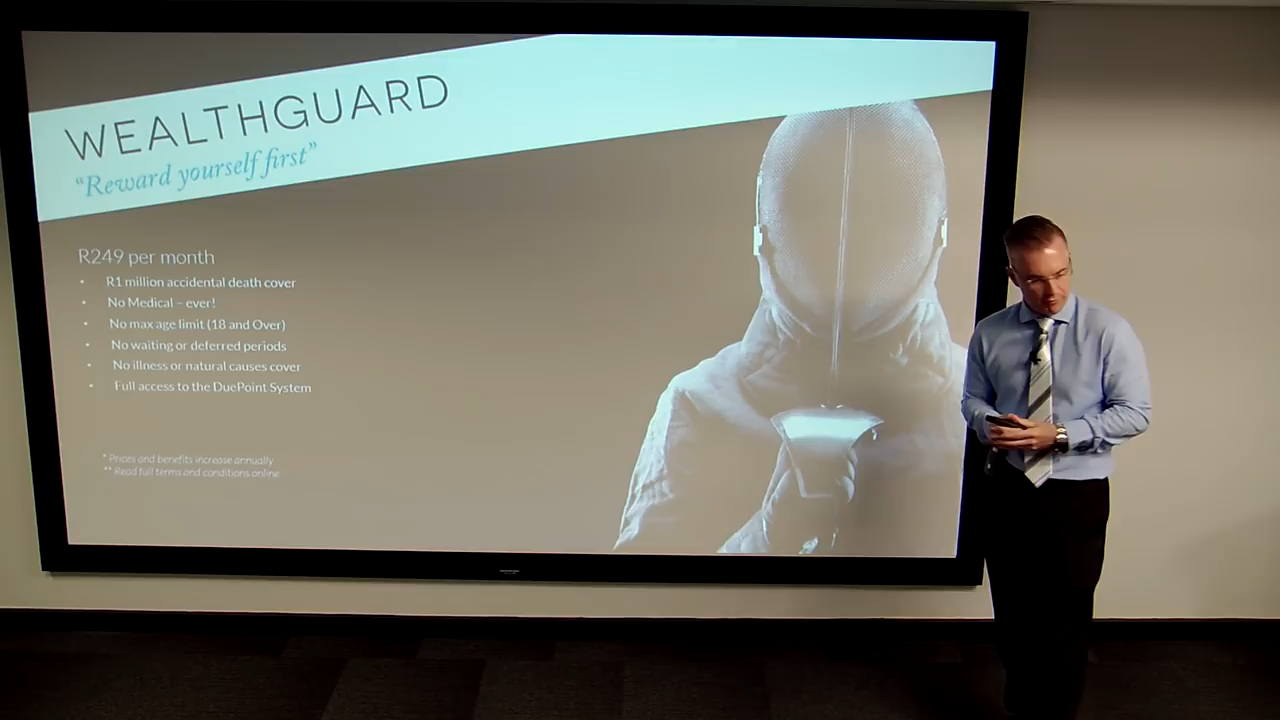 WEALTHGUARD
“Reward yourself first”
R249 per month
• R1 million accidental death cover
• No Medical – ever!
• No max age limit (18 and Over)
• No waiting or deferred periods
• No illness or natural causes cover
• Full access to the DuePoint System
* Prices and benefits increase annually
** Read full terms and conditions online